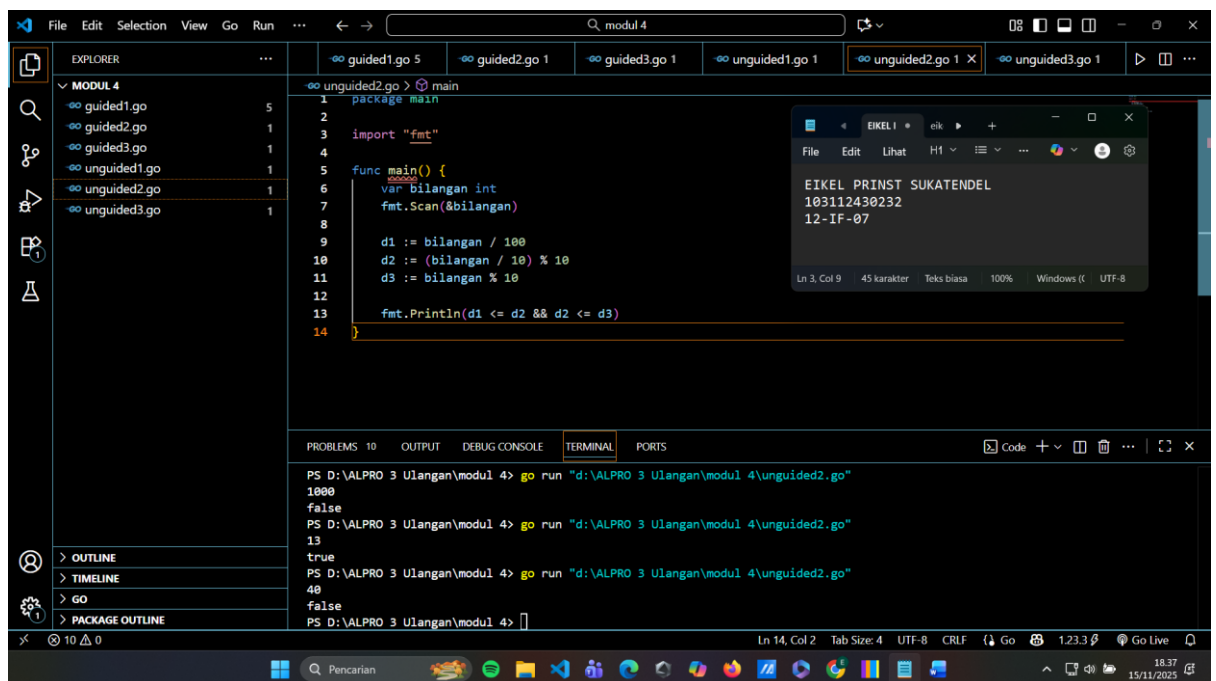 File Edit Selection View Go Run ··· ← → modul 4
EXPLORER ···
guided1.go 5 guided2.go 1 guided3.go 1 unguided1.go 1 unguided2.go 1 unguided3.go 1 ···
MODUL 4
guided1.go 5
guided2.go 1
guided3.go 1
unguided1.go 1
unguided2.go 1
unguided3.go 1
unguided2.go > main
1 package main
2
3 import "fmt"
4
5 func main() {
6 var bilangan int
7 fmt.Scan(&bilangan)
8
9 d1 := bilangan / 100
10 d2 := (bilangan / 10) % 10
11 d3 := bilangan % 10
12
13 fmt.Println(d1 <= d2 && d2 <= d3)
14 }
EIKEL I eik +
File Edit Lihat H1 ···
EIKEL PRINST SUKATENDEL
103112430232
12-IF-07
Ln 3, Col 9 45 karakter Teks biasa 100% Windows (( UTF-8
PROBLEMS 10 OUTPUT DEBUG CONSOLE TERMINAL PORTS Code + ···
PS D:\ALPRO 3 Ulangan\modul 4> go run "d:\ALPRO 3 Ulangan\modul 4\unguided2.go"
1000
false
PS D:\ALPRO 3 Ulangan\modul 4> go run "d:\ALPRO 3 Ulangan\modul 4\unguided2.go"
13
true
PS D:\ALPRO 3 Ulangan\modul 4> go run "d:\ALPRO 3 Ulangan\modul 4\unguided2.go"
40
false
PS D:\ALPRO 3 Ulangan\modul 4>
1
OUTLINE
TIMELINE
GO
PACKAGE OUTLINE
1
10 0 Ln 14, Col 2 Tab Size: 4 UTF-8 CRLF Go 1.23.3 Go Live
Pencarian
18.37
15/11/2025